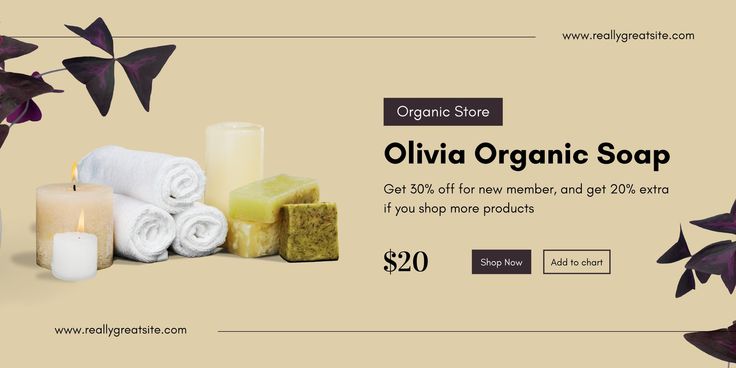 www.reallygreatsite.com
Organic Store
Olivia Organic Soap
Get 30% off for new member, and get 20% extra
if you shop more products
$20
Shop Now
Add to chart
www.reallygreatsite.com